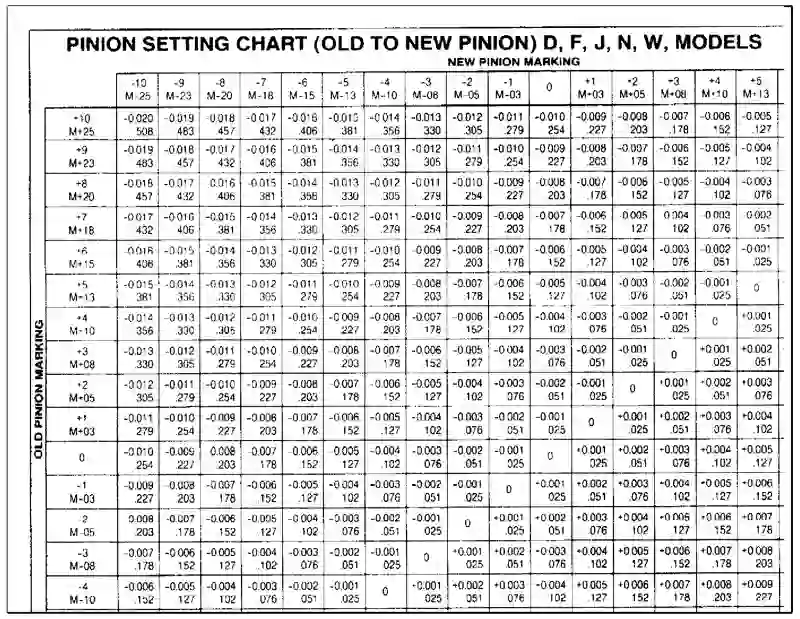 PINION SETTING CHART (OLD TO NEW PINION) D, F, J, N, W, MODELS
NEW PINION MARKING
-10 -9 -8 -7 -6 -5 -4 -3 -2 -1 0 +1 +2 +3 +4 +5
M-25 M-23 M-20 M-18 M-15 M-13 M-10 M-08 M-05 M-03 M+03 M+05 M+08 M+10 M+13
OLD PINION MARKING
+10 -0.020 -0.019 -0.018 -0.017 -0.016 -0.015 -0.014 -0.013 -0.012 -0.011 -0.010 -0.009 -0.008 -0.007 -0.006 -0.005
M+25 508 .483 .457 .432 .406 .381 .356 .330 .305 .279 254 .227 .203 .178 .152 .127
+9 -0.019 -0.018 -0.017 -0.016 -0.015 -0.014 -0.013 -0.012 -0.011 -0.010 -0.009 -0.008 -0.007 -0.006 -0.005 -0.004
M+23 483 457 .432 406 381 .356 330 305 .279 .254 .227 .203 178 .152 .127 102
+8 -0.018 -0.017 0.016 -0.015 -0.014 -0.013 -0.012 -0.011 -0.010 -0.009 -0.008 -0.007 -0.006 -0.005 -0.004 -0.003
M+20 457 .432 406 .381 .356 .330 .305 .279 .254 .227 203 .178 .152 .127 .102 .076
+7 -0.017 -0.016 -0.015 -0.014 -0.013 -0.012 -0.011 -0.010 -0.009 -0.008 -0.007 -0.006 -0.005 0.004 -0.003 0.002
M+18 .432 406 .381 .356 .330 .305 .279 .254 .227 .203 178 .152 .127 .102 076 .051
+6 -0.016 -0.015 -0.014 -0.013 -0.012 -0.011 -0.010 -0.009 -0.008 -0.007 -0.006 -0.005 -0.004 -0.003 -0.002 -0.001
M+15 406 .381 .356 330 305 .279 254 .227 .203 .178 .152 .127 .102 .076 051 .025
+5 -0.015 -0.014 -0.013 -0.012 -0.011 -0.010 -0.009 -0.008 -0.007 -0.006 -0.005 -0.004 -0.003 -0.002 -0.001 0
M-13 381 .356 .330 .305 279 .254 227 .203 .178 .152 .127 .102 .076 .051 .025
+4 -0.014 -0.013 -0.012 -0.011 -0.010 -0.009 -0.008 -0.007 -0.006 -0.005 -0.004 -0.003 -0.002 -0.001 0 +0.001
M-10 356 330 .305 .279 .254 .227 .203 .178 .152 .127 102 .076 .051 .025 .025
+3 -0.013 -0.012 -0.011 -0.010 -0.009 -0.008 -0.007 -0.006 -0.005 -0.004 -0.003 -0.002 -0.001 0 +0.001 +0.002
M+08 .330 305 .279 .254 .227 .203 178 .152 .127 102 .076 .051 .025 .025 .051
+2 -0.012 -0.011 -0.010 -0.009 -0.008 -0.007 -0.006 -0.005 -0.004 -0.003 -0.002 -0.001 0 +0.001 -0.002 +0.003
M+05 305 .279 .254 .227 .203 178 .152 127 .102 .076 051 .025 .025 .051 .076
+1 -0.011 -0.010 -0.009 -0.008 -0.007 -0.006 -0.005 -0.004 -0.003 -0.002 -0.001 0 +0.001 +0.002 +0.003 +0.004
M+03 279 254 .227 203 178 .152 .127 102 .076 .051 .025 .025 .051 .076 .102
0 -0.010 -0.009 0.008 -0.007 -0.006 -0.005 -0.004 -0.003 -0.002 -0.001 0 +0.001 +0.002 +0.003 +0.004 +0.005
254 .227 .203 178 .152 127 .102 076 .051 .025 .025 .051 .076 .102 .127
-1 -0.009 -0.008 -0.007 -0.006 -0.005 -0.004 -0.003 -0.002 -0.001 0 +0.001 +0.002 +0.003 +0.004 +0.005 +0.006
M-03 .227 .203 178 .152 .127 .102 .076 051 .025 .025 .051 .076 .102 .127 .152
-2 0.008 -0.007 -0.006 -0.005 -0.004 -0.003 -0.002 -0.001 0 +0.001 +0.002 +0.003 +0.004 +0.005 +0.006 +0.007
M-05 .203 .178 152 127 102 .076 .051 025 .025 .051 .076 102 127 152 178
-3 -0.007 -0.006 -0.005 -0.004 -0.003 -0.002 -0.001 0 +0.001 +0.002 -0.003 +0.004 +0.005 +0.006 +0.007 +0.008
M-08 .178 152 .127 .102 .076 .051 025 .025 .051 .076 .102 .127 .152 .178 203
-4 -0.006 -0.005 -0.004 -0.003 -0.002 -0.001 0 +0.001 +0.002 +0.003 +0.004 +0.005 +0.006 +0.007 +0.008 +0.009
M-10 .152 127 102 076 051 .025 025 .051 076 102 .127 152 .178 .203 227